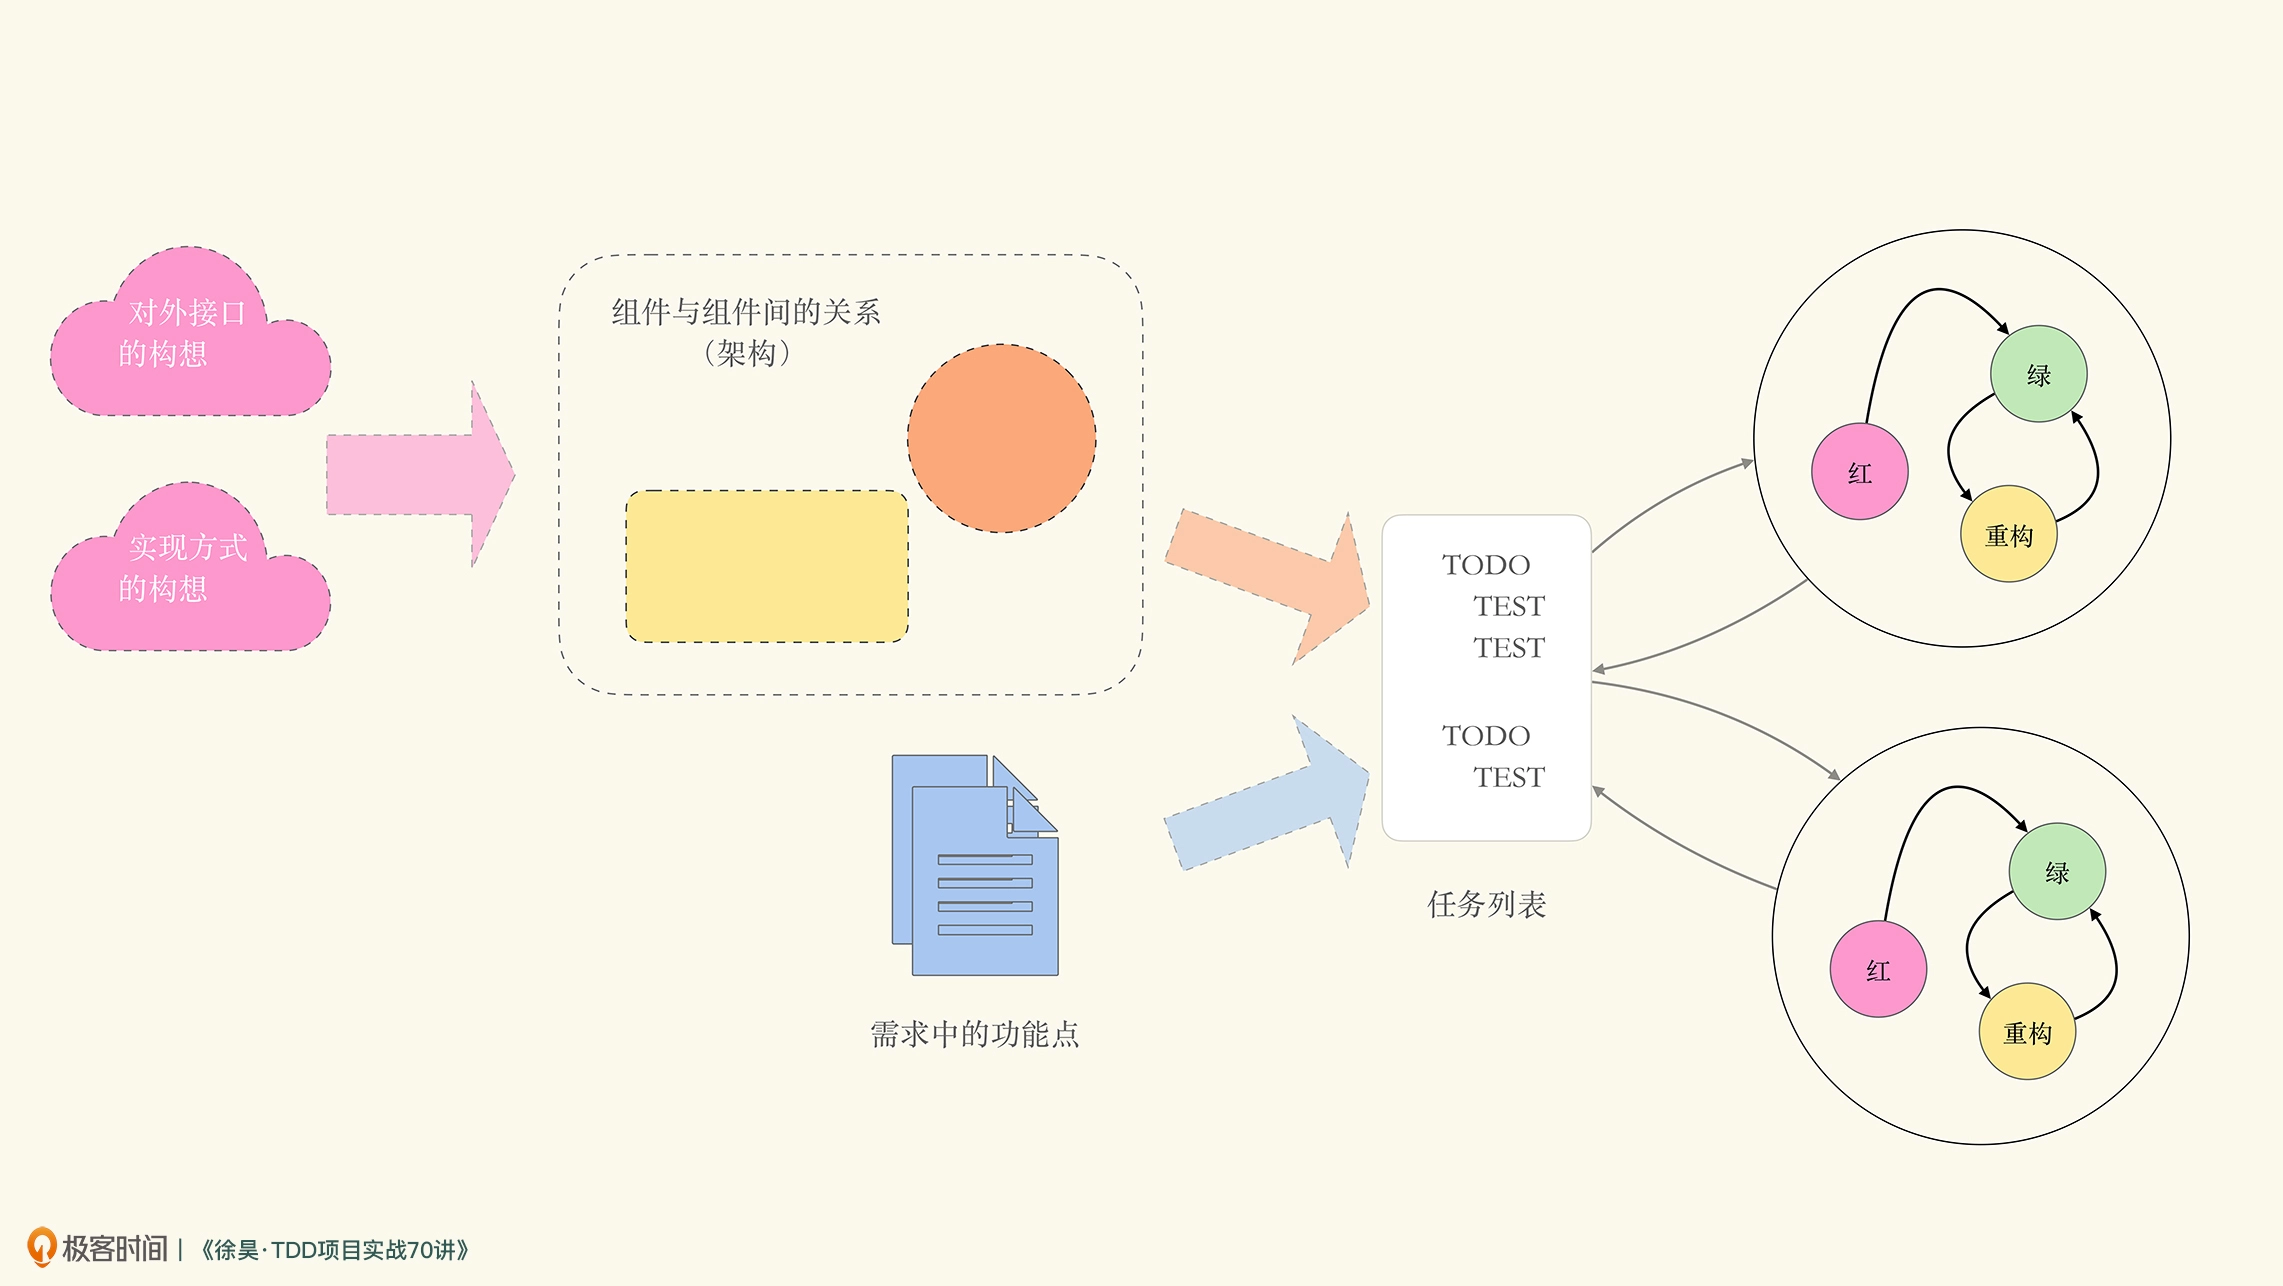 对外接口
的构想
实现方式
的构想
组件与组件间的关系
（架构）
需求中的功能点
TODO
TEST
TEST
TODO
TEST
任务列表
绿
红
重构
绿
红
重构
极客时间 | 《徐昊·TDD项目实战70讲》